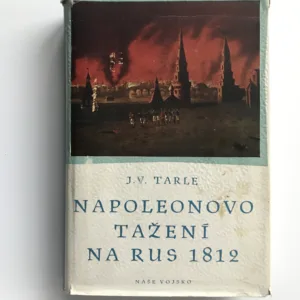 J.V. TARLE
NAPOLEONOVO
TAŽENÍ
NA RUS 1812
NAŠE VOJSKO